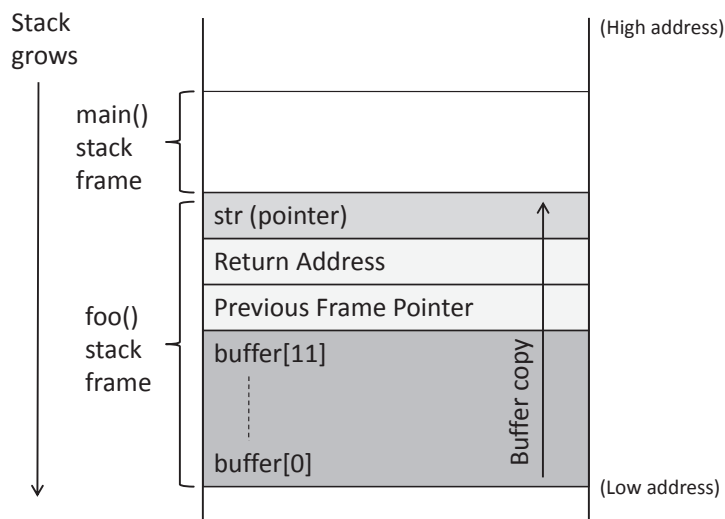 Stack
grows
(High address)
main()
stack
frame
str (pointer)
Return Address
Previous Frame Pointer
foo()
stack
frame
buffer[11]
buffer[0]
Buffer copy
(Low address)